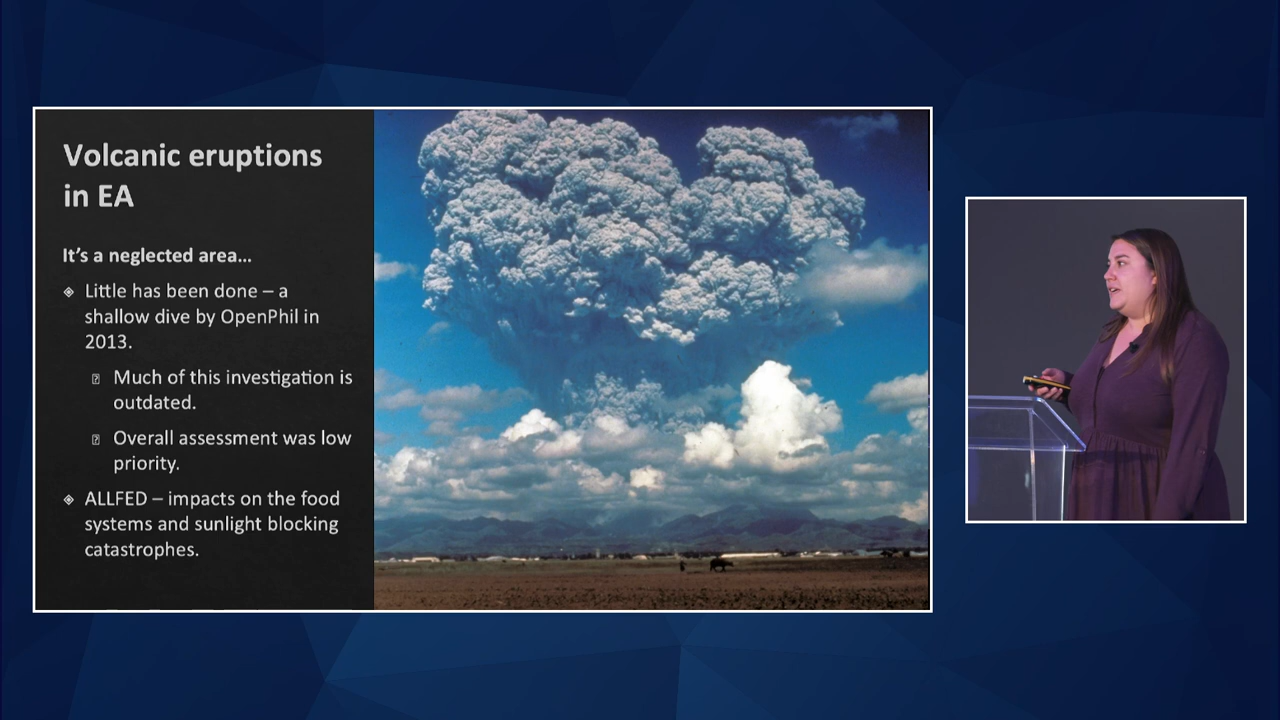 Volcanic eruptions
in EA
It's a neglected area...
Little has been done – a
shallow dive by OpenPhil in
2013.
Much of this investigation is
outdated.
Overall assessment was low
priority.
ALLFED – impacts on the food
systems and sunlight blocking
catastrophes.